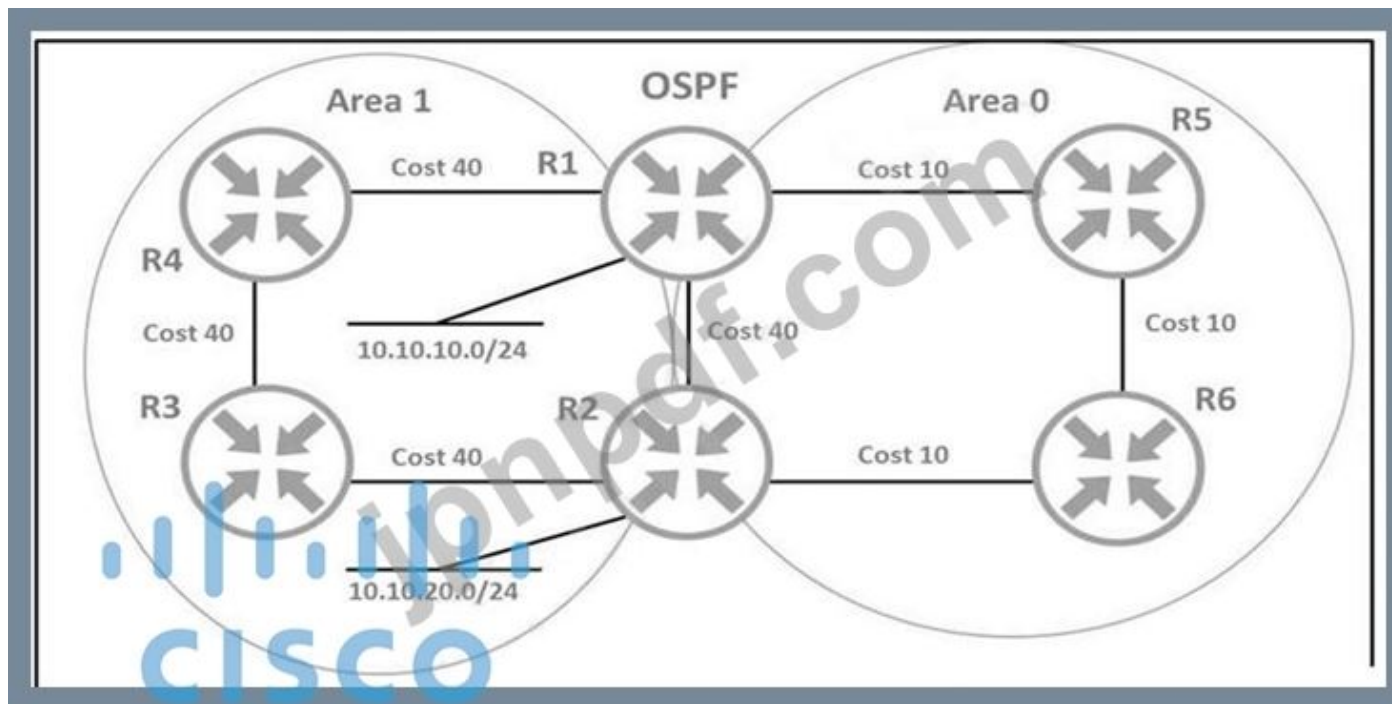 OSPF
Area 1
Area 0
R5
Cost 40
R1
Cost 10
R4
Cost 40
10.10.10.0/24
Cost 40
Cost 10
R3
R2
R6
Cost 40
Cost 10
10.10.20.0/24
jpnpdf.com
CISCO